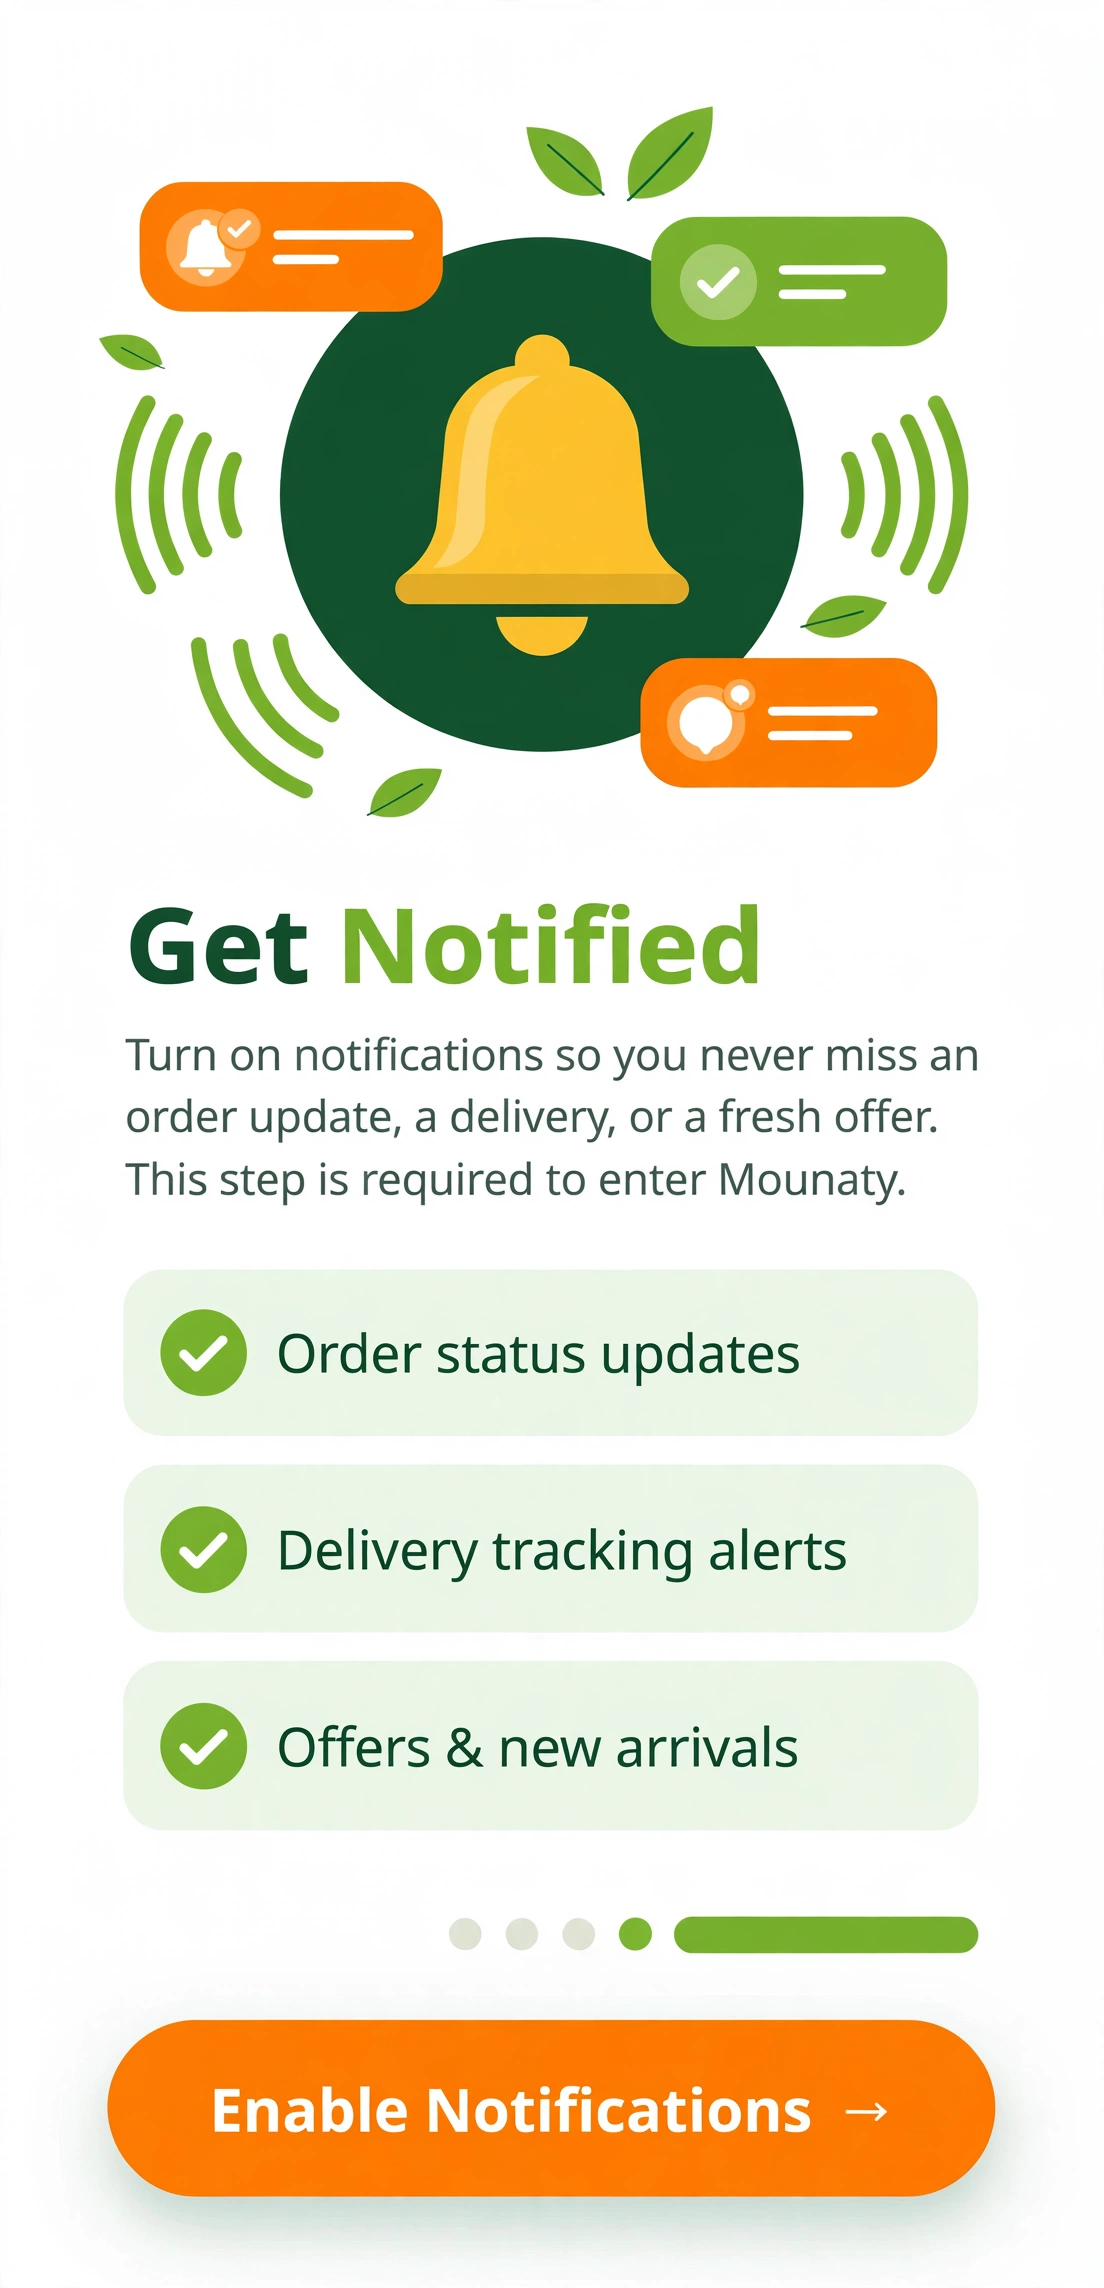 Get Notified
Turn on notifications so you never miss an
order update, a delivery, or a fresh offer.
This step is required to enter Mounaty.
Order status updates
Delivery tracking alerts
Offers & new arrivals
Enable Notifications →